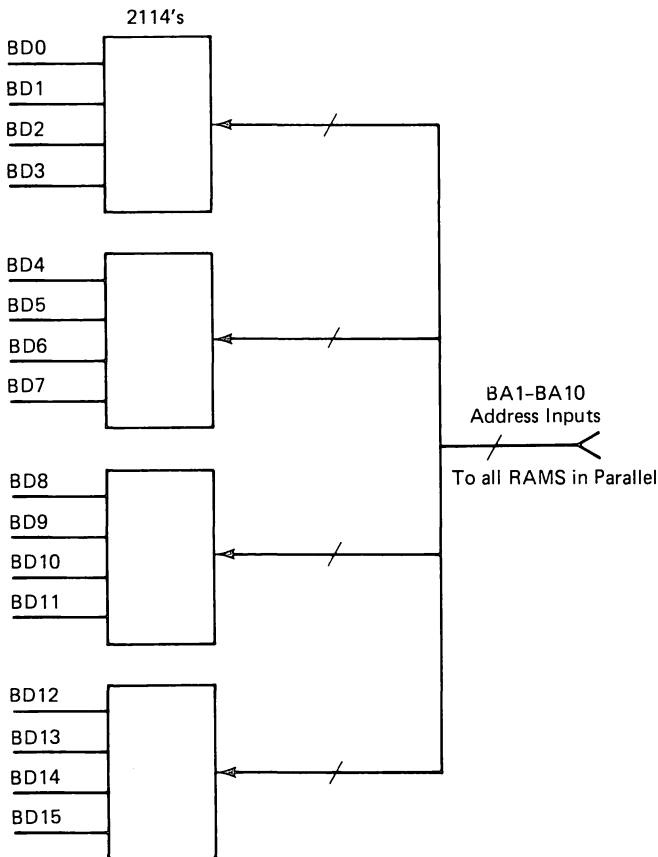 2114's
BD0
BD1
BD2
BD3
BD4
BD5
BD6
BD7
BA1–BA10
Address Inputs
To all RAMS in Parallel
BD8
BD9
BD10
BD11
BD12
BD13
BD14
BD15